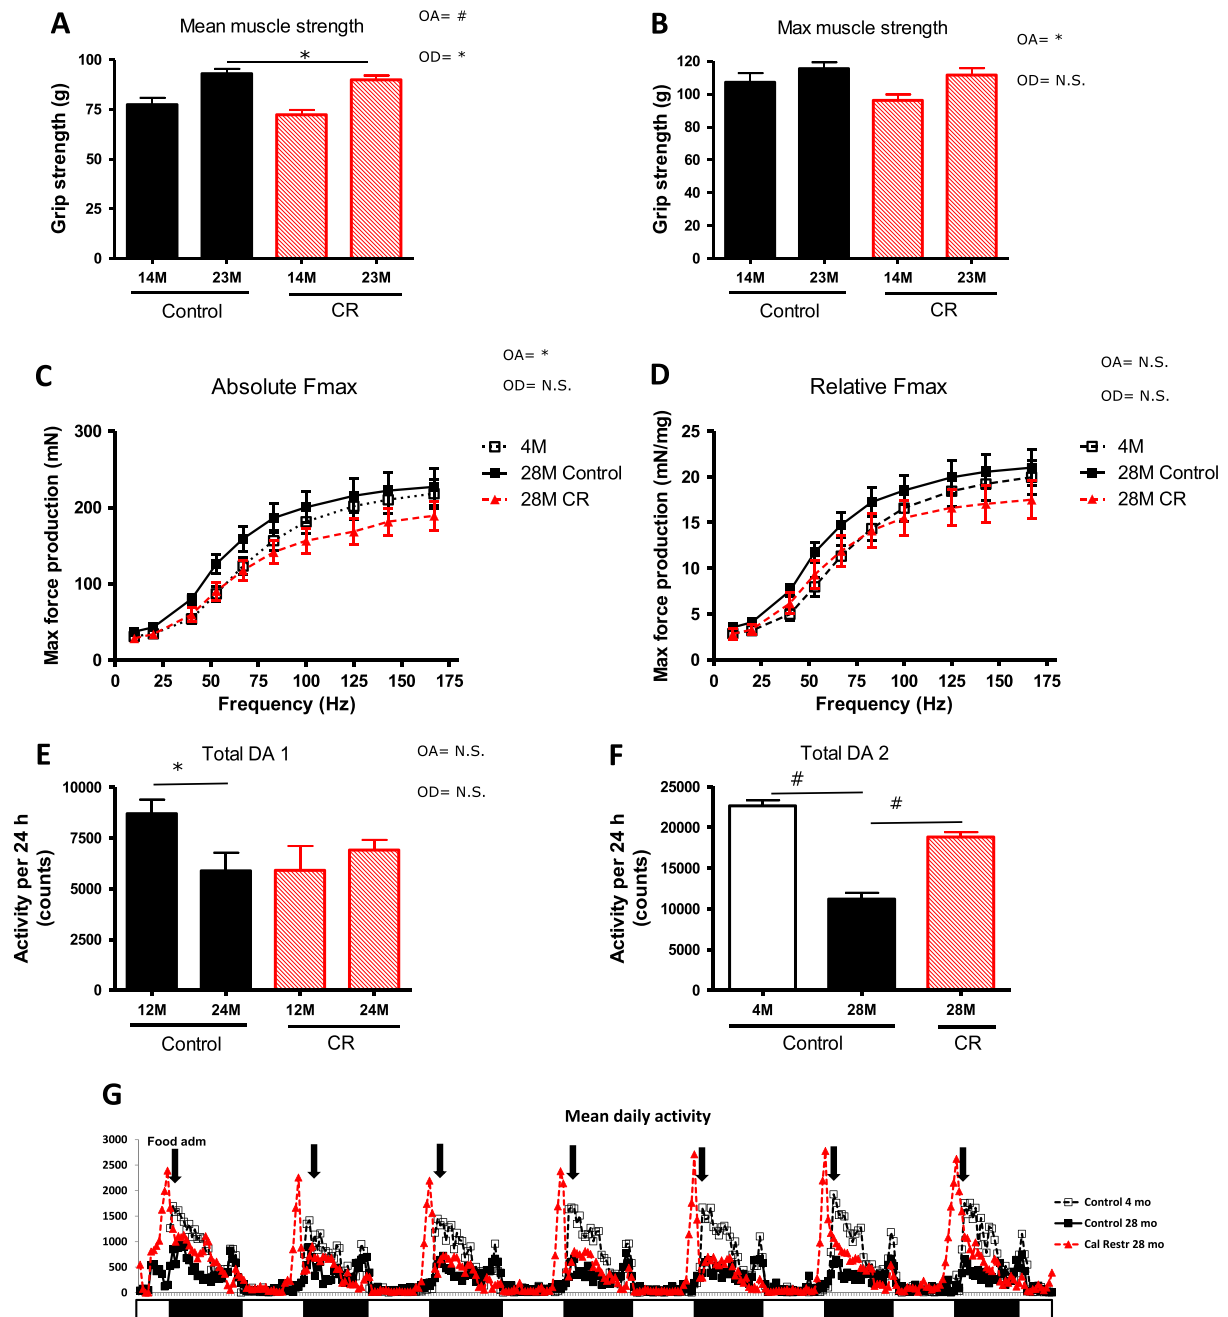 A
Mean muscle strength
OA= #
OD= *
*
Grip strength (g)
100
75
50
25
0
14M 23M 14M 23M
Control CR
B
Max muscle strength
OA= *
OD= N.S.
Grip strength (g)
120
100
80
60
40
20
0
14M 23M 14M 23M
Control CR
C
Absolute Fmax
OA= *
OD= N.S.
Max force production (mN)
300
200
100
0
0 25 50 75 100 125 150 175
Frequency (Hz)
4M
28M Control
28M CR
D
Relative Fmax
OA= N.S.
OD= N.S.
Max force production (mN/mg)
25
20
15
10
5
0
0 25 50 75 100 125 150 175
Frequency (Hz)
4M
28M Control
28M CR
E
Total DA 1
OA= N.S.
OD= N.S.
*
Activity per 24 h
(counts)
10000
7500
5000
2500
0
12M 24M 12M 24M
Control CR
F
Total DA 2
#
#
Activity per 24 h
(counts)
25000
20000
15000
10000
5000
0
4M 28M 28M
Control CR
G
Mean daily activity
Food adm
3000
2500
2000
1500
1000
500
0
Control 4 mo
Control 28 mo
Cal Restr 28 mo